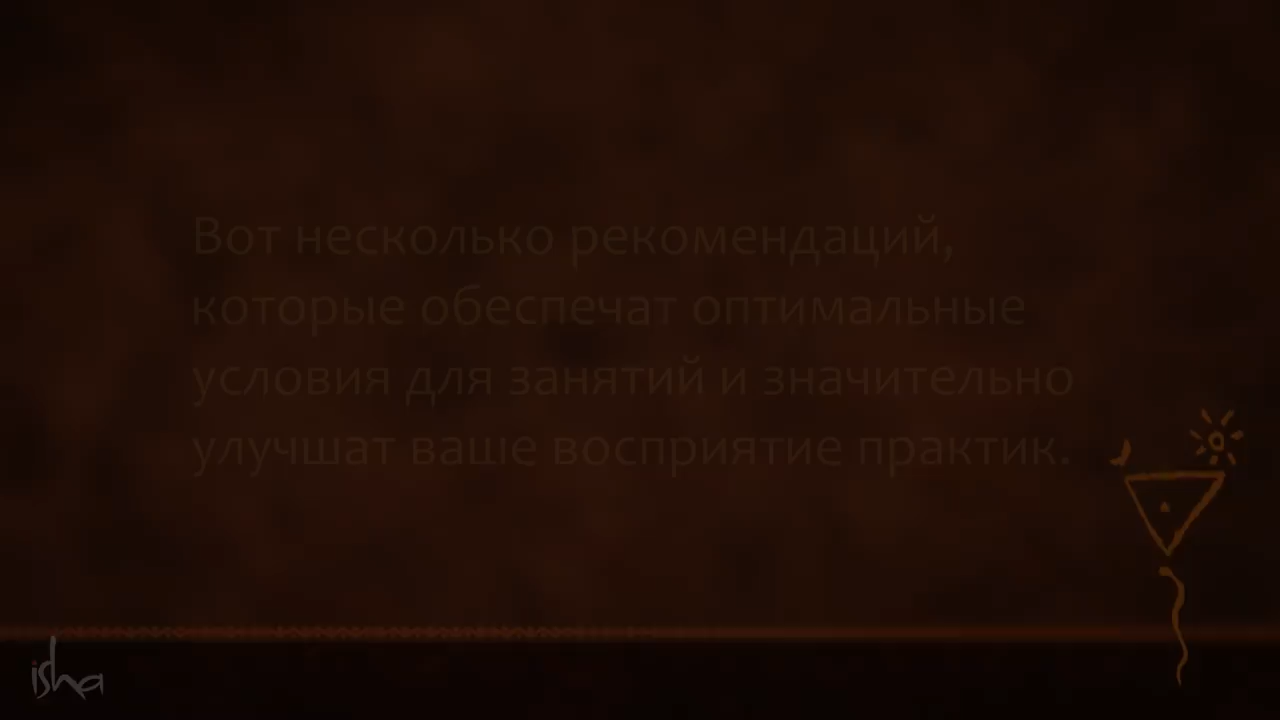 Вот несколько рекомендаций,
которые обеспечат оптимальные
условия для занятий и значительно
улучшат ваше восприятие практик.
isha